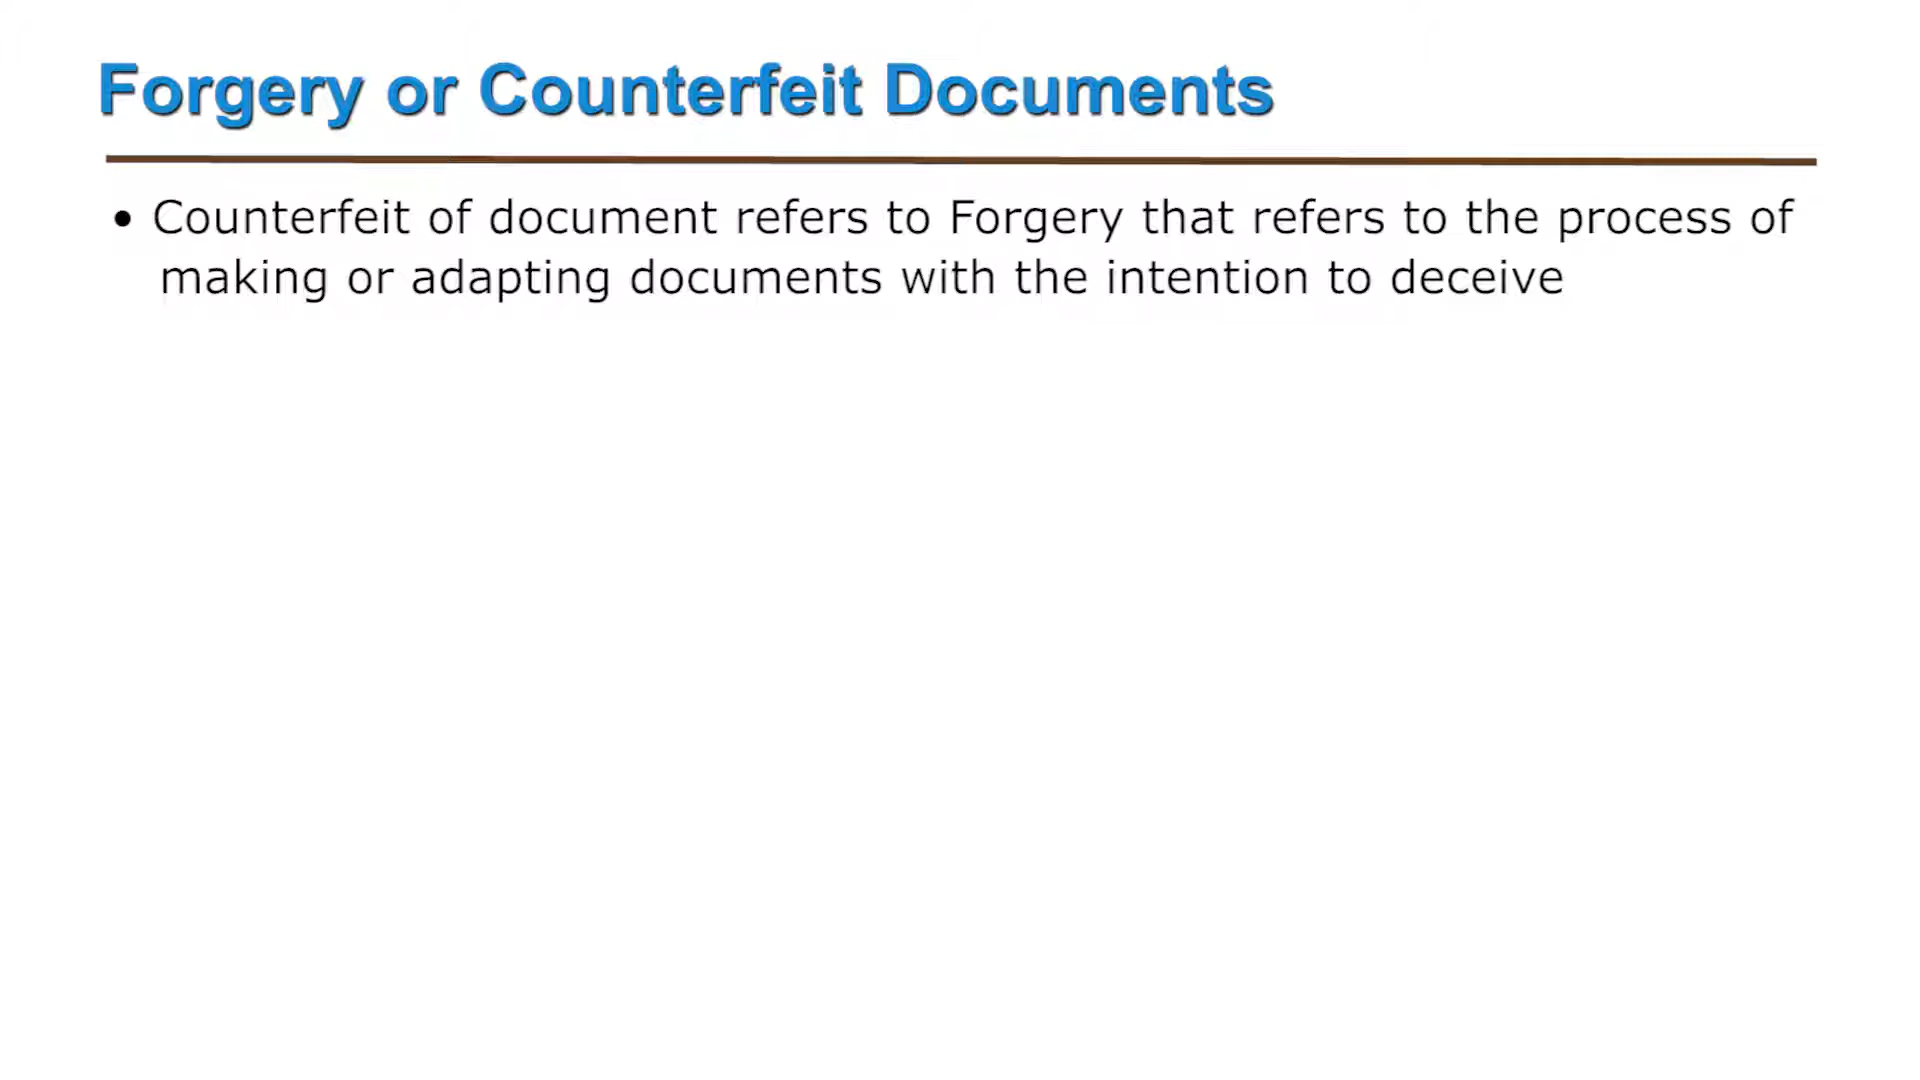 Forgery or Counterfeit Documents
• Counterfeit of document refers to Forgery that refers to the process of
making or adapting documents with the intention to deceive